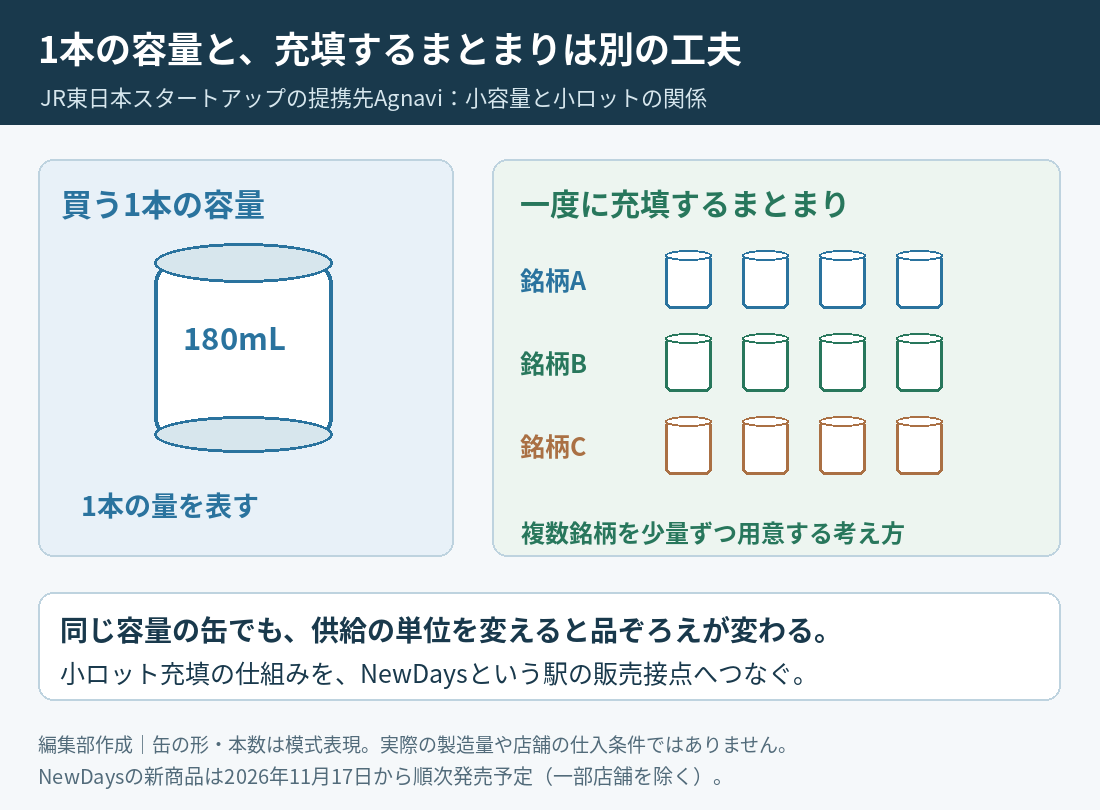 1本の容量と、充填するまとまりは別の工夫
JR東日本スタートアップの提携先Agnavi：小容量と小ロットの関係
買う1本の容量
180mL
1本の量を表す
一度に充填するまとまり
銘柄A
銘柄B
銘柄C
複数銘柄を少量ずつ用意する考え方
同じ容量の缶でも、供給の単位を変えると品ぞろえが変わる。
小ロット充填の仕組みを、NewDaysという駅の販売接点へつなぐ。
編集部作成｜缶の形・本数は模式表現。実際の製造量や店舗の仕入条件ではありません。
NewDaysの新商品は2026年11月17日から順次発売予定（一部店舗を除く）。